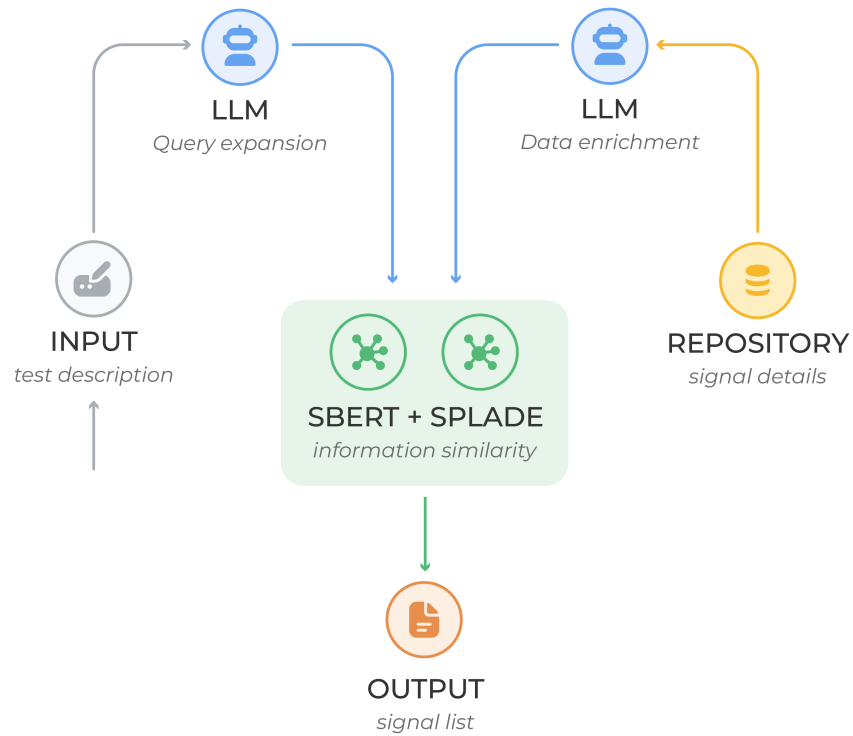 LLM
Query expansion
LLM
Data enrichment
INPUT
test description
REPOSITORY
signal details
SBERT + SPLADE
information similarity
OUTPUT
signal list